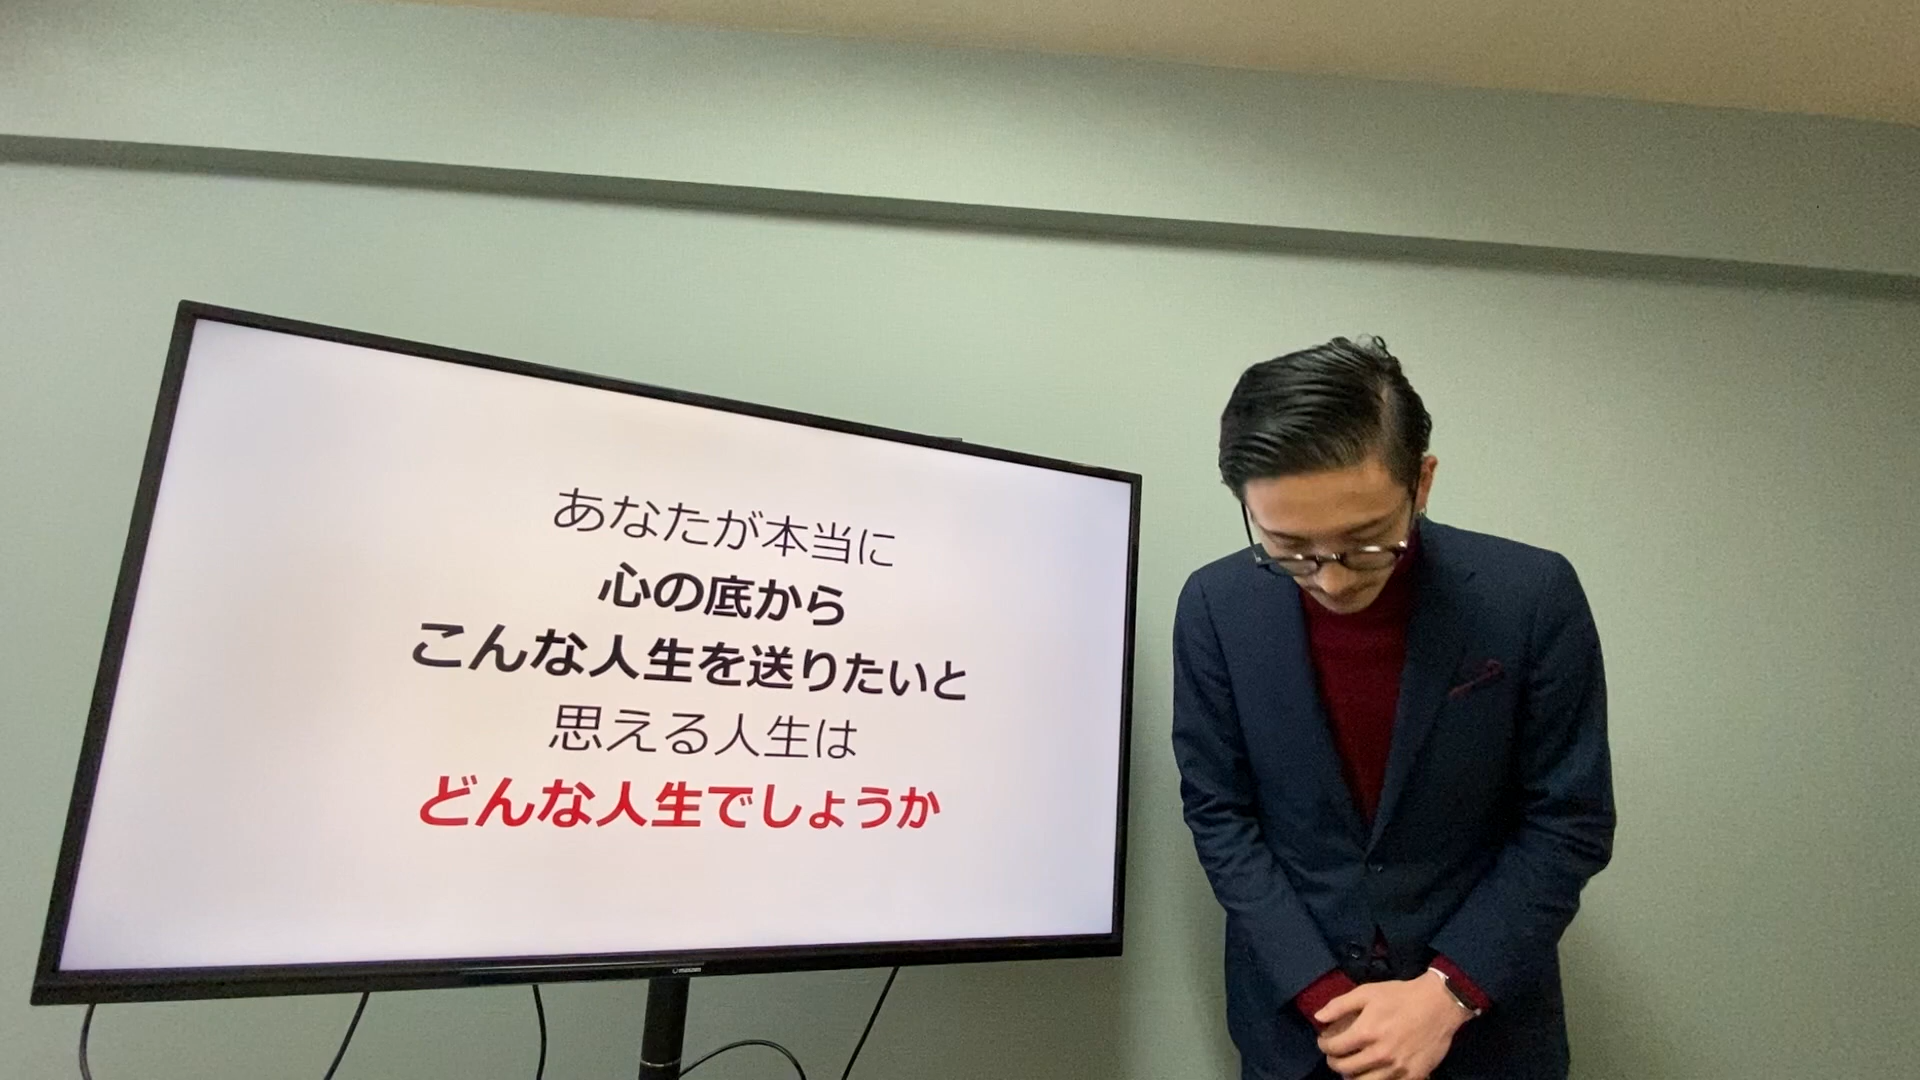 あなたが本当に
心の底から
こんな人生を送りたいと
思える人生は
どんな人生でしょうか